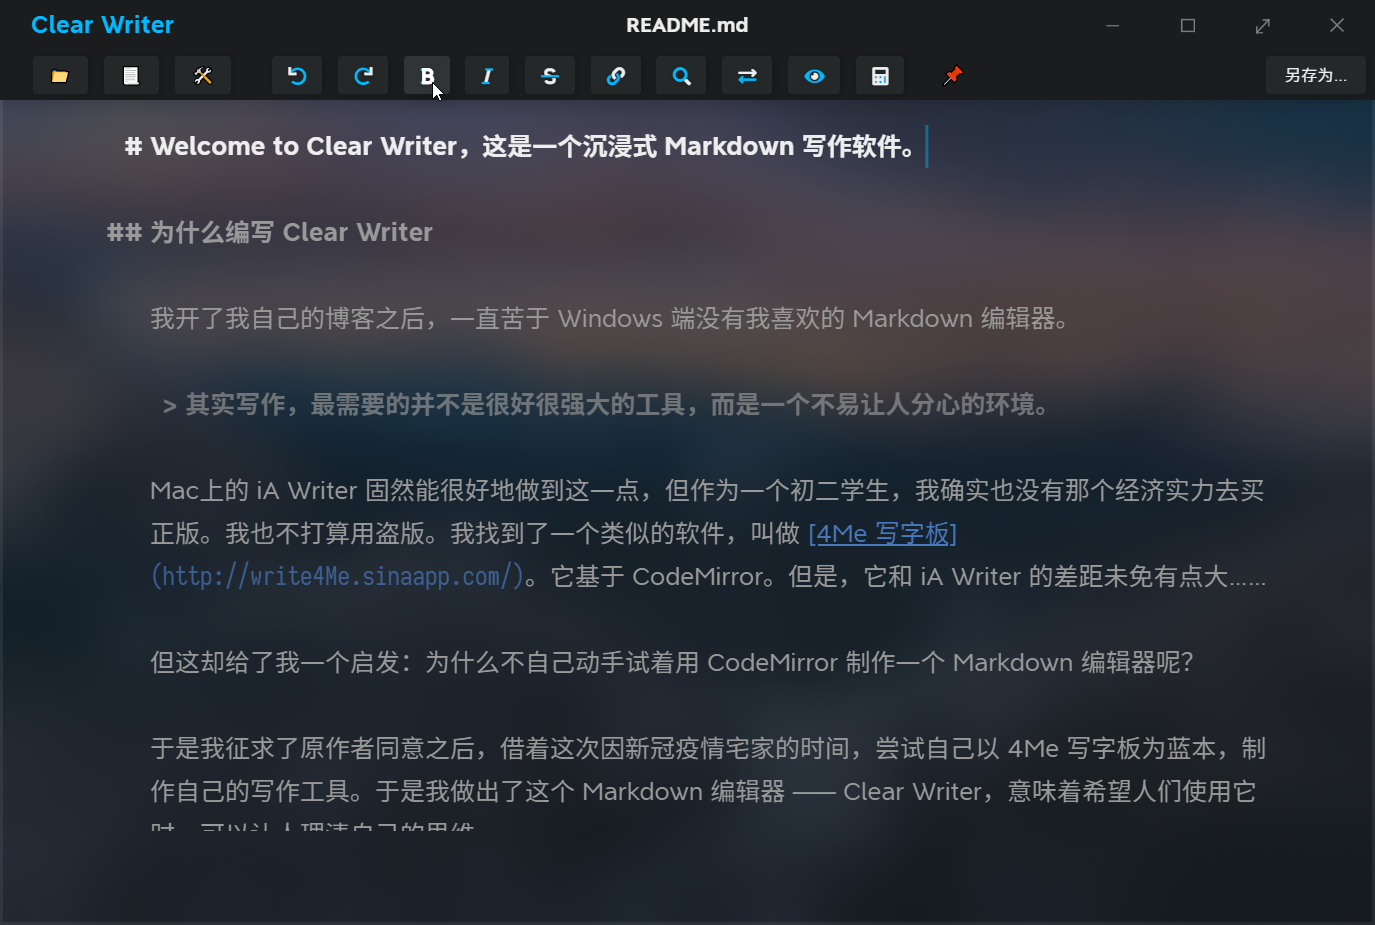 Clear Writer
README.md
B I S
另存为...
# Welcome to Clear Writer，这是一个沉浸式 Markdown 写作软件。
## 为什么编写 Clear Writer
我开了我自己的博客之后，一直苦于 Windows 端没有我喜欢的 Markdown 编辑器。
> 其实写作，最需要的并不是很好很强大的工具，而是一个不易让人分心的环境。
Mac上的 iA Writer 固然能很好地做到这一点，但作为一个初二学生，我确实也没有那个经济实力去买
正版。我也不打算用盗版。我找到了一个类似的软件，叫做 [4Me 写字板]
(http://write4Me.sinaapp.com/)。它基于 CodeMirror。但是，它和 iA Writer 的差距未免有点大……
但这却给了我一个启发：为什么不自己动手试着用 CodeMirror 制作一个 Markdown 编辑器呢？
于是我征求了原作者同意之后，借着这次因新冠疫情宅家的时间，尝试自己以 4Me 写字板为蓝本，制
作自己的写作工具。于是我做出了这个 Markdown 编辑器 —— Clear Writer，意味着希望人们使用它